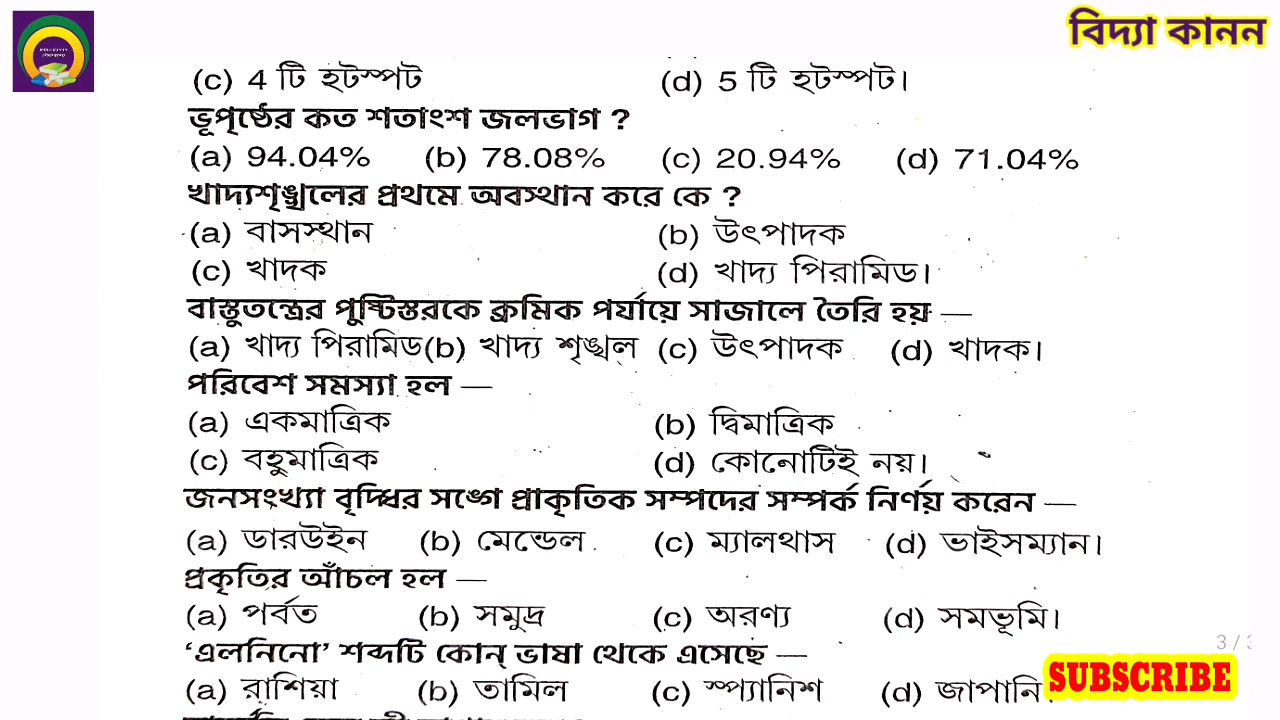 বিদ্যা কানন
(c) 4 টি হটস্পট (d) 5 টি হটস্পট।
ভূপৃষ্ঠের কত শতাংশ জলভাগ ?
(a) 94.04% (b) 78.08% (c) 20.94% (d) 71.04%
খাদ্যশৃঙ্খলের প্রথমে অবস্থান করে কে ?
(a) বাসস্থান (b) উৎপাদক
(c) খাদক (d) খাদ্য পিরামিড।
বাস্তুতন্ত্রের পুষ্টিস্তরকে ক্রমিক পর্যায়ে সাজালে তৈরি হয় —
(a) খাদ্য পিরামিড (b) খাদ্য শৃঙ্খল (c) উৎপাদক (d) খাদক।
পরিবেশ সমস্যা হল —
(a) একমাত্রিক (b) দ্বিমাত্রিক
(c) বহুমাত্রিক (d) কোনোটিই নয়।
জনসংখ্যা বৃদ্ধির সঙ্গে প্রাকৃতিক সম্পদের সম্পর্ক নির্ণয় করেন —
(a) ডারউইন (b) মেন্ডেল (c) ম্যালথাস (d) ভাইসম্যান।
প্রকৃতির আঁচল হল —
(a) পর্বত (b) সমুদ্র (c) অরণ্য (d) সমভূমি।
'এলনিনো' শব্দটি কোন্ ভাষা থেকে এসেছে —
3 / 3
(a) রাশিয়া (b) তামিল (c) স্প্যানিশ (d) জাপানি
SUBSCRIBE